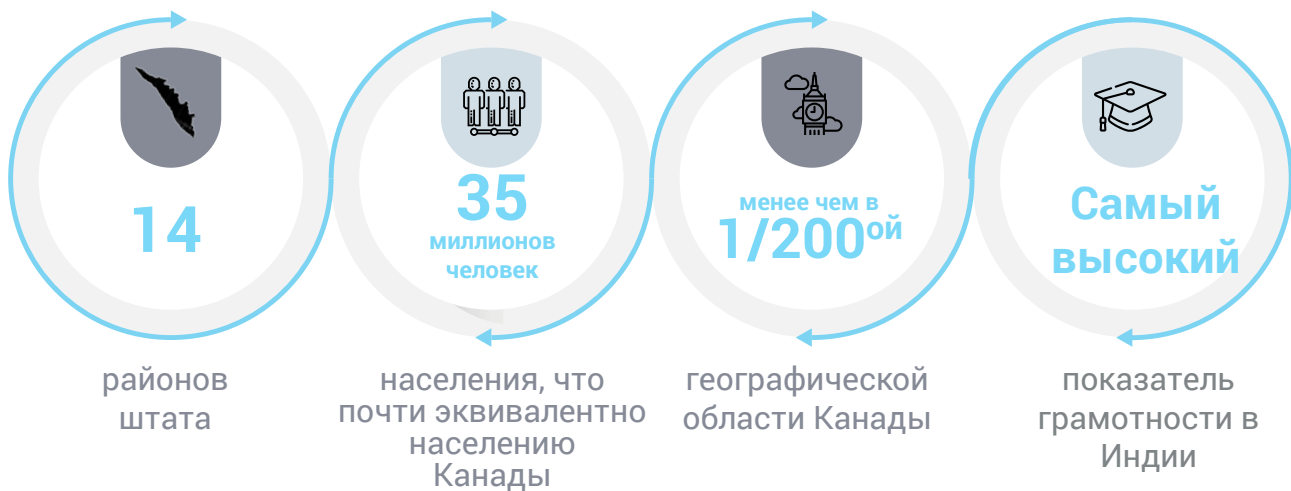 14
районов
штата
35
миллионов
человек
населения, что
почти эквивалентно
населению
Канады
менее чем в
1/200ой
географической
области Канады
Самый
высокий
показатель
грамотности в
Индии